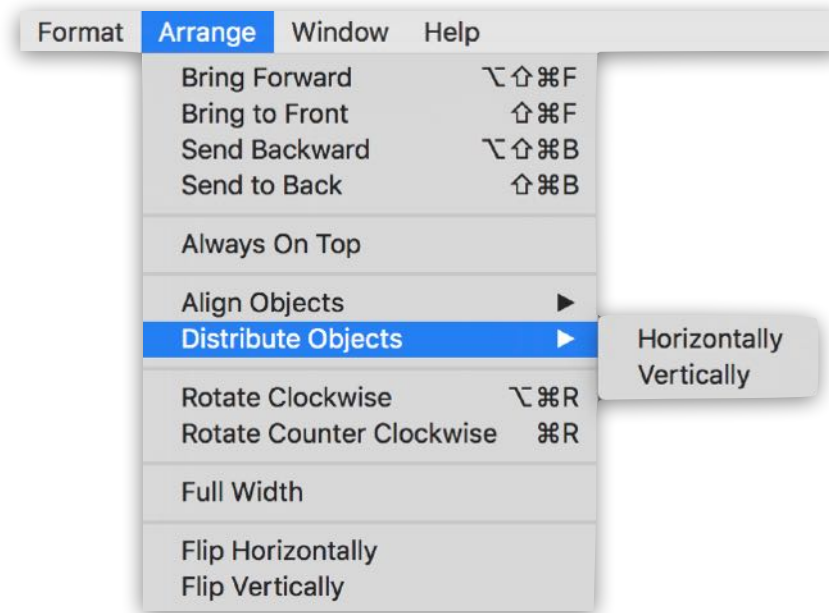 Format Arrange Window Help
Bring Forward ⌥⇧⌘F
Bring to Front ⇧⌘F
Send Backward ⌥⇧⌘B
Send to Back ⇧⌘B
Always On Top
Align Objects ▶
Distribute Objects ▶
Horizontally
Vertically
Rotate Clockwise ⌥⌘R
Rotate Counter Clockwise ⌘R
Full Width
Flip Horizontally
Flip Vertically